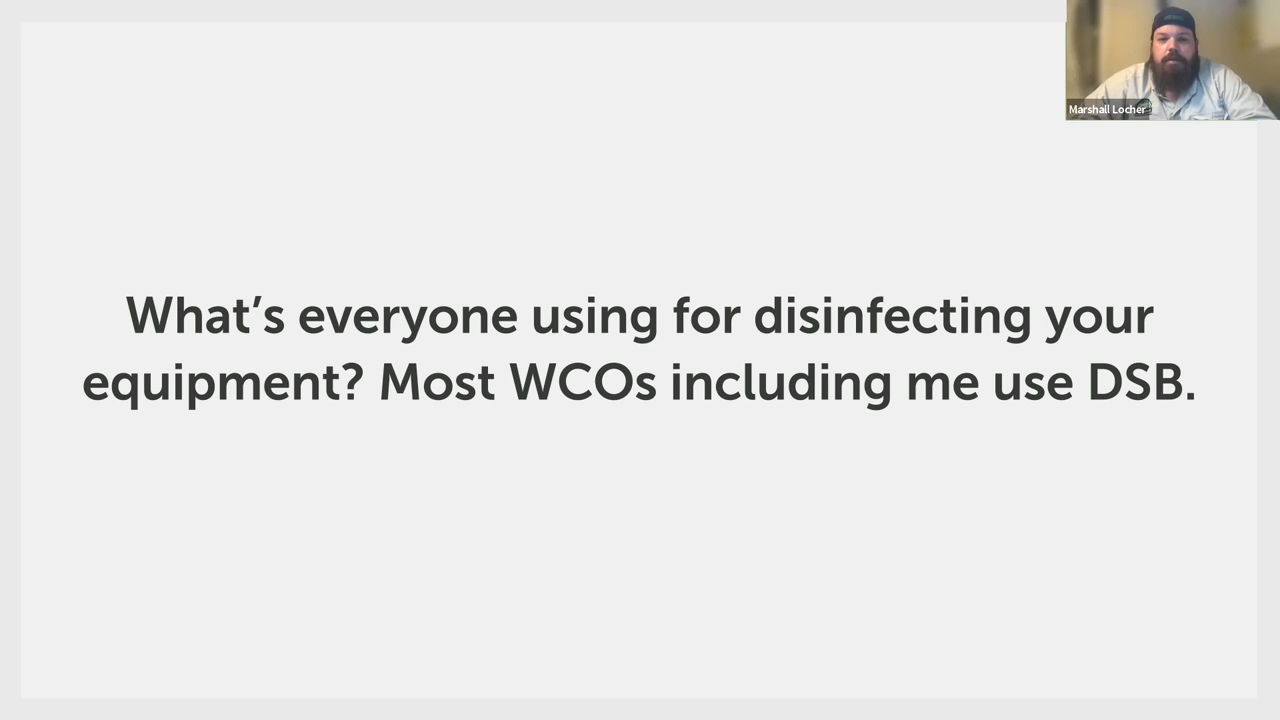 Marshall Locher
What’s everyone using for disinfecting your
equipment? Most WCOs including me use DSB.